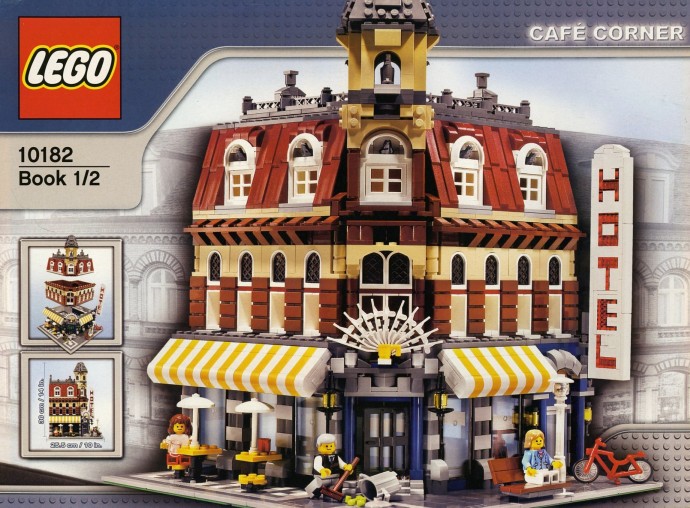 CAFÉ CORNER
LEGO
10182
Book 1/2
HOTEL
25.5 cm / 10 in.